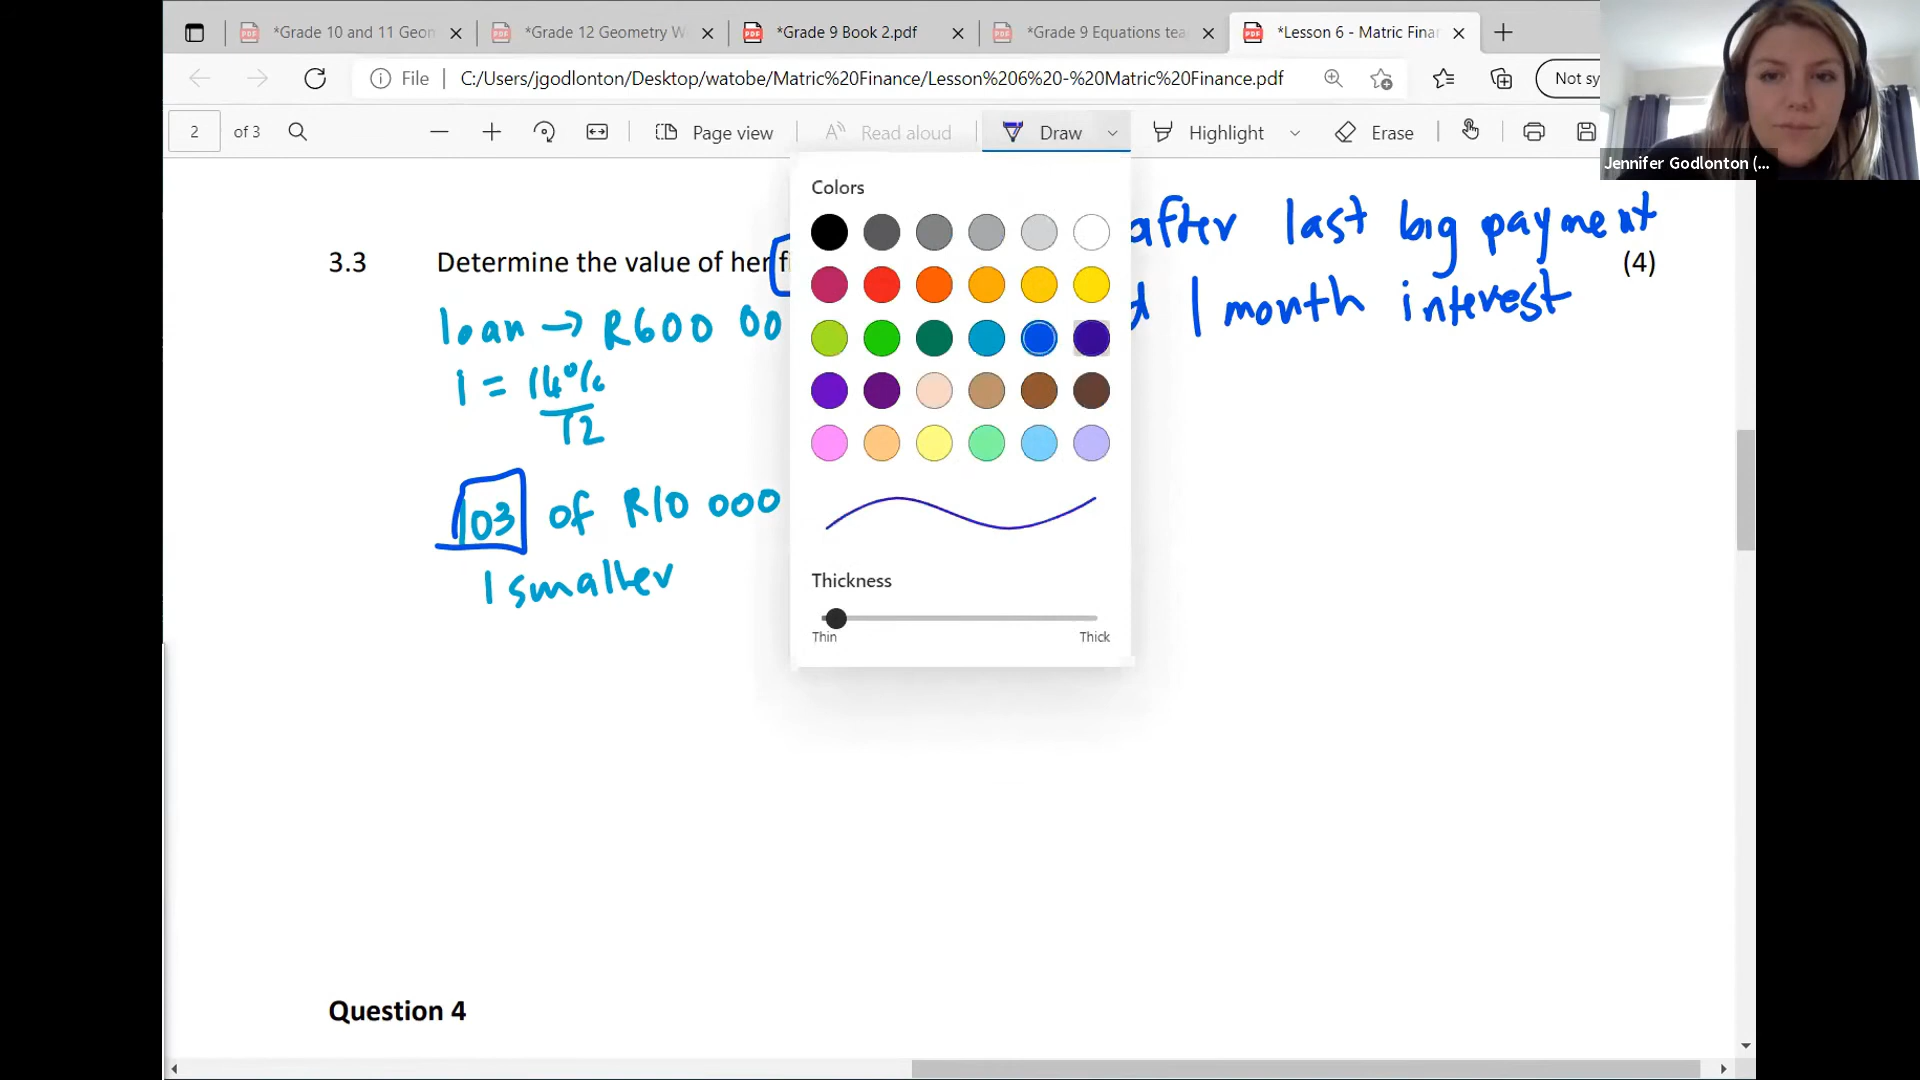 *Grade 10 and 11 Geon
*Grade 12 Geometry W
*Grade 9 Book 2.pdf
*Grade 9 Equations tea
*Lesson 6 - Matric Finan
File
C:/Users/jgodlonton/Desktop/watobe/Matric%20Finance/Lesson%206%20-%20Matric%20Finance.pdf
Not sy
Jennifer Godlonton (...
2 of 3
Page view
Read aloud
Draw
Highlight
Erase
Colors
after last big payment
3.3 Determine the value of her fi
(4)
1 month interest
loan → R600 00
i = 14%
12
103 of R10 000
1 smaller
Thickness
Thin
Thick
Question 4